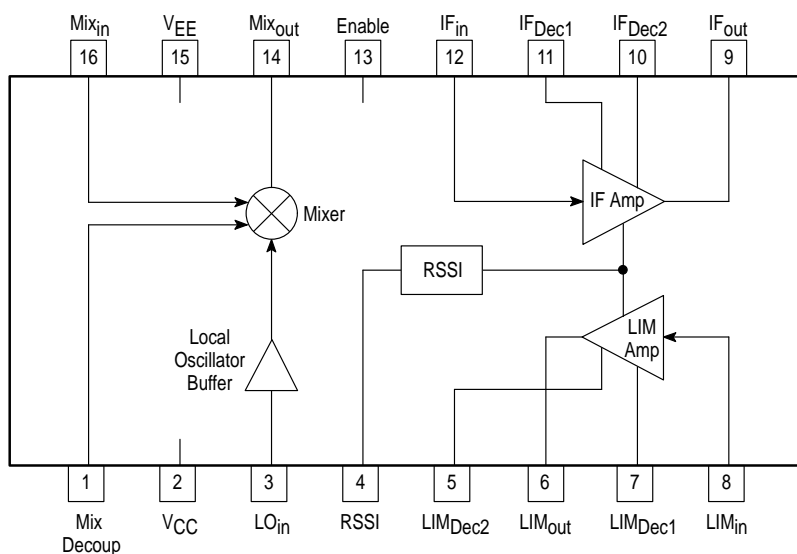 Mixin VEE Mixout Enable IFin IFDec1 IFDec2 IFout
16 15 14 13 12 11 10 9
IF Amp
Mixer
RSSI
LIM
Amp
Local
Oscillator
Buffer
1 2 3 4 5 6 7 8
Mix
Decoup
VCC LOin RSSI LIMDec2 LIMout LIMDec1 LIMin